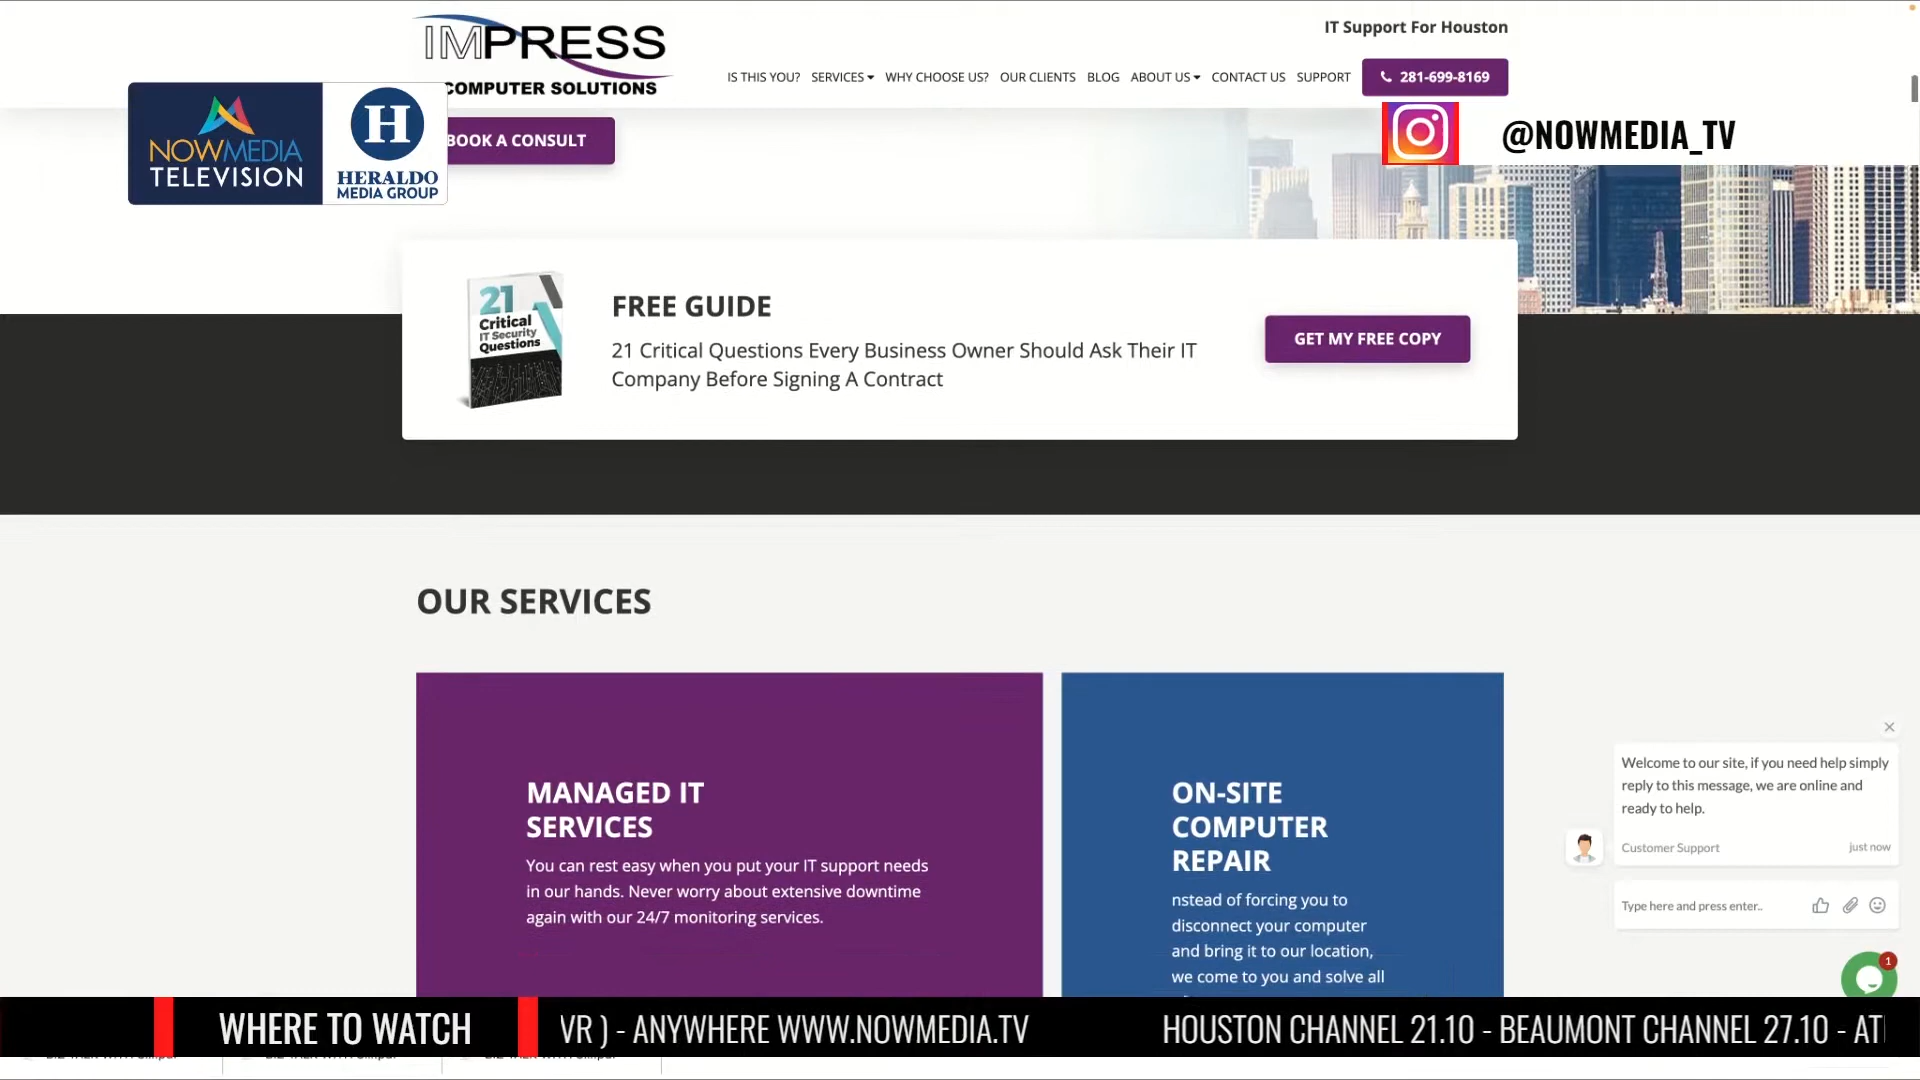 IMPRESS
COMPUTER SOLUTIONS
IT Support For Houston
IS THIS YOU? SERVICES WHY CHOOSE US? OUR CLIENTS BLOG ABOUT US CONTACT US SUPPORT 281-699-8169
NOWMEDIA
TELEVISION
H
HERALDO
MEDIA GROUP
BOOK A CONSULT
@NOWMEDIA_TV
21
Critical
IT Security
Questions
FREE GUIDE
21 Critical Questions Every Business Owner Should Ask Their IT
Company Before Signing A Contract
GET MY FREE COPY
OUR SERVICES
MANAGED IT
SERVICES
You can rest easy when you put your IT support needs
in our hands. Never worry about extensive downtime
again with our 24/7 monitoring services.
ON-SITE
COMPUTER
REPAIR
nstead of forcing you to
disconnect your computer
and bring it to our location,
we come to you and solve all
Welcome to our site, if you need help simply
reply to this message, we are online and
ready to help.
Customer Support just now
Type here and press enter..
1
WHERE TO WATCH VR ) - ANYWHERE WWW.NOWMEDIA.TV HOUSTON CHANNEL 21.10 - BEAUMONT CHANNEL 27.10 -